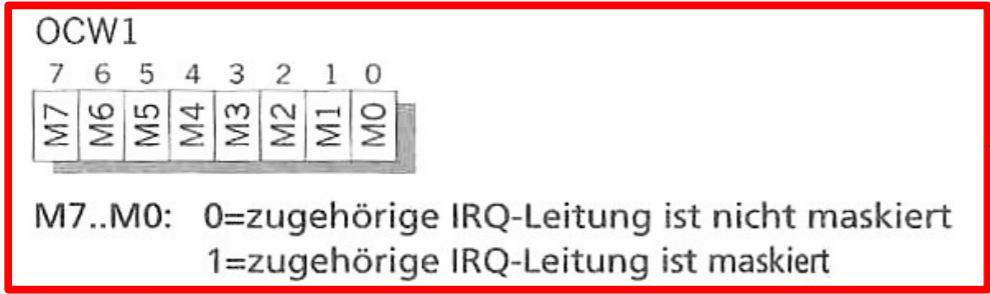 OCW1
7 6 5 4 3 2 1 0
M7 M6 M5 M4 M3 M2 M1 M0
M7..M0: 0=zugehörige IRQ-Leitung ist nicht maskiert
1=zugehörige IRQ-Leitung ist maskiert